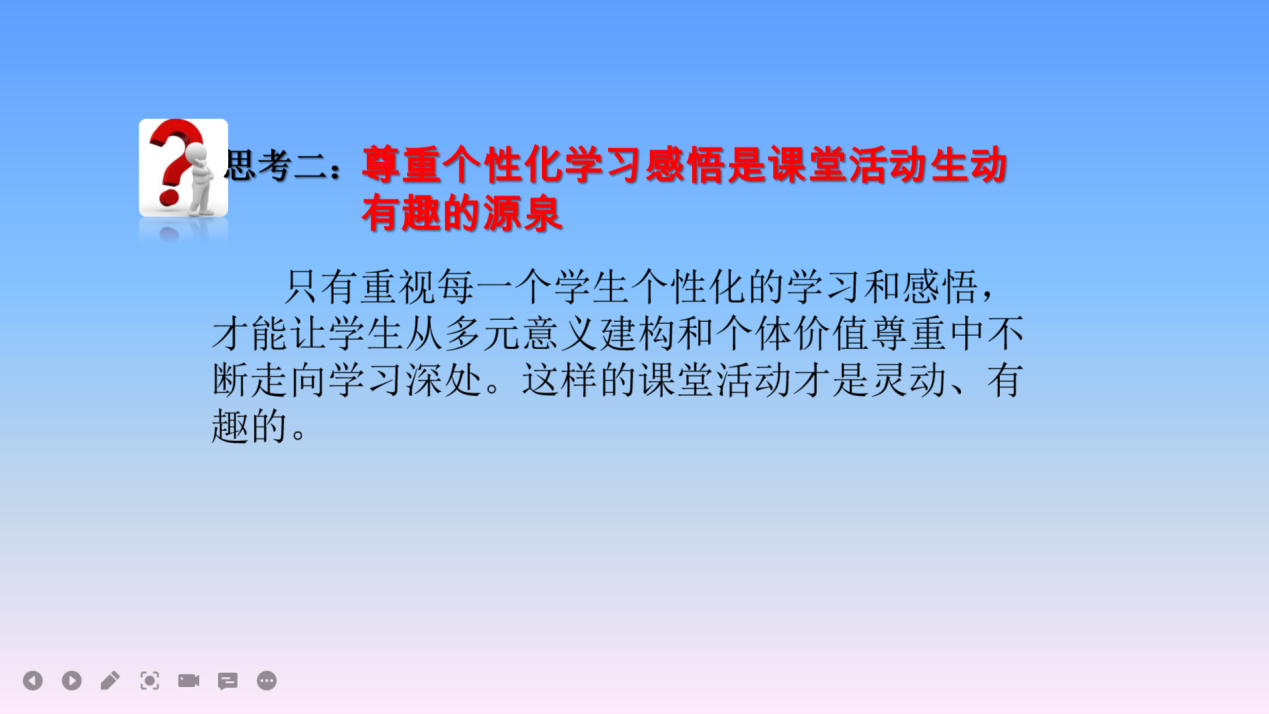 思考二：尊重个性化学习感悟是课堂活动生动
有趣的源泉
只有重视每一个学生个性化的学习和感悟，
才能让学生从多元意义建构和个体价值尊重中不
断走向学习深处。这样的课堂活动才是灵动、有
趣的。